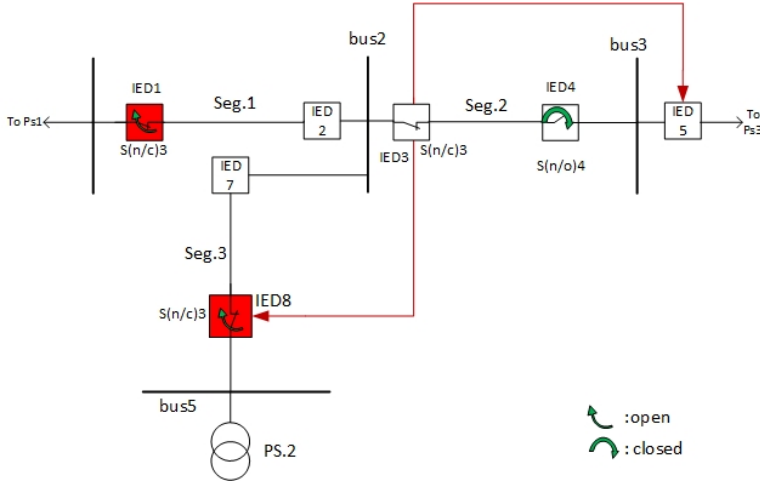 bus2
bus3
IED1
IED4
To Ps1
Seg.1
IED
2
Seg.2
IED
5
To
Ps3
S(n/c)3
IED3
S(n/c)3
S(n/o)4
IED
7
Seg.3
S(n/c)3
IED8
bus5
PS.2
:open
: closed